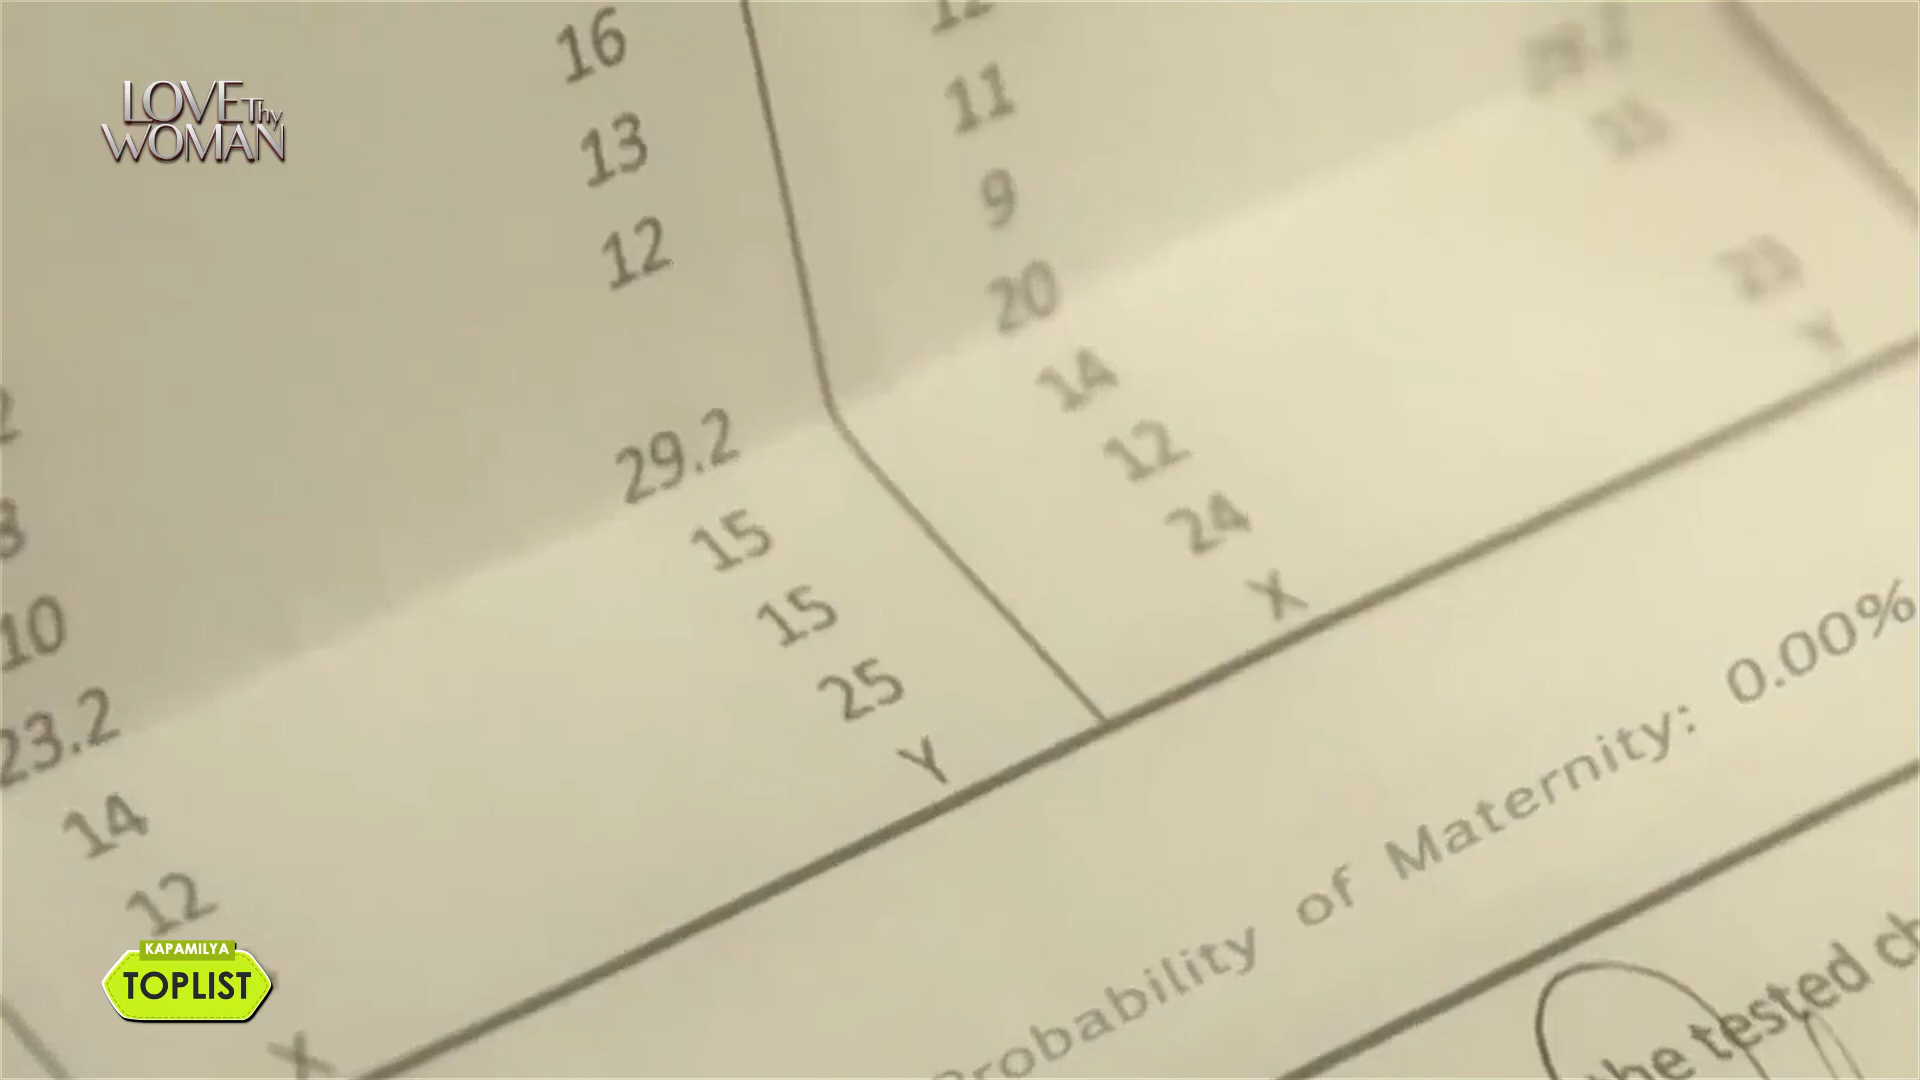 LOVE Thy
WOMAN
16
13
12
29.2
15
15
25
Y
11
9
20
14
12
24
X
10
23.2
14
12
X
23
Y
Probability of Maternity: 0.00%
the tested
KAPAMILYA
TOPLIST